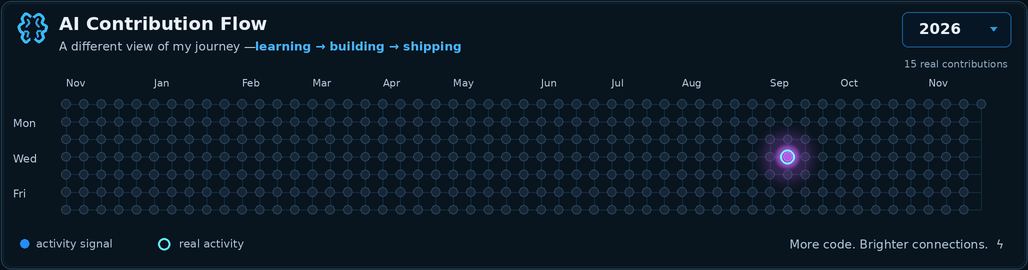 AI Contribution Flow
A different view of my journey —learning → building → shipping
2026
15 real contributions
Nov Jan Feb Mar Apr May Jun Jul Aug Sep Oct Nov
Mon
Wed
Fri
activity signal
real activity
More code. Brighter connections. ϟ